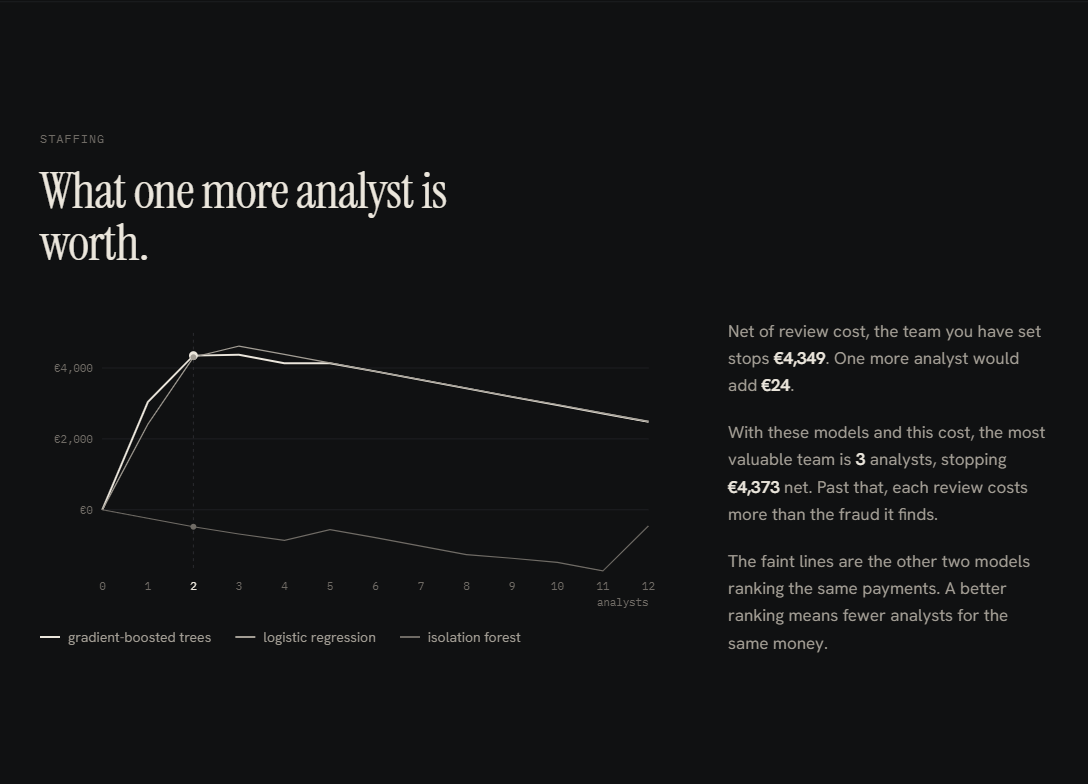 STAFFING
What one more analyst is
worth.
€4,000
€2,000
€0
0 1 2 3 4 5 6 7 8 9 10 11 12
analysts
gradient-boosted trees logistic regression isolation forest
Net of review cost, the team you have set
stops €4,349. One more analyst would
add €24.
With these models and this cost, the most
valuable team is 3 analysts, stopping
€4,373 net. Past that, each review costs
more than the fraud it finds.
The faint lines are the other two models
ranking the same payments. A better
ranking means fewer analysts for the
same money.